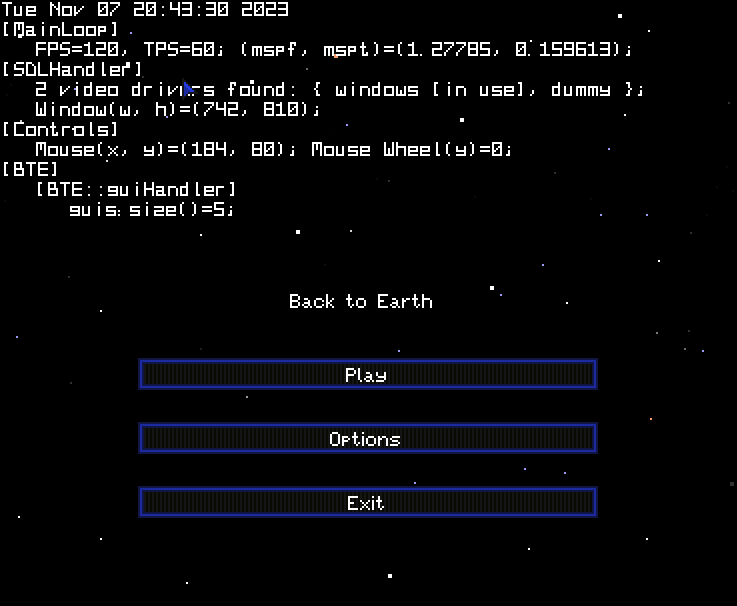 Tue Nov 07 20:43:30 2023
[MainLoop]
FPS=120, TPS=60; (mspf, mspt)=(1.27785, 0.159613);
[SDLHandler]
2 video drivers found: { windows [in use], dummy };
Window(w, h)=(742, 810);
[Controls]
Mouse(x, y)=(184, 80); Mouse Wheel(y)=0;
[BTE]
[BTE::guiHandler]
guis.size()=5;
Back to Earth
Play
Options
Exit